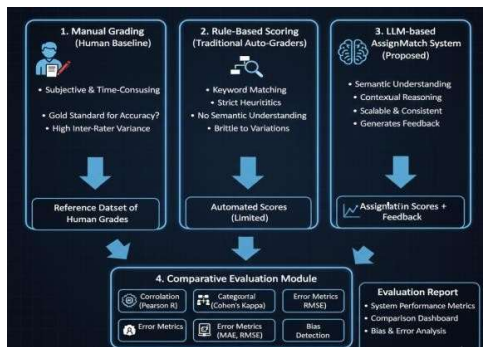 1. Manual Grading
(Human Baseline)
• Subjective & Time-Consusing
• Gold Standard for Accuracy?
• High Inter-Rater Variance
Reference Datset of
Human Grades
2. Rule-Based Scoring
(Traditional Auto-Graders)
• Keyword Matching
• Strict Heuritics
• No Semantic Understanding
• Brittle to Variations
Automated Scores
(Limited)
3. LLM-based
AssignMatch System
(Proposed)
• Semantic Understanding
• Contextual Reasoning
• Scalable & Consistent
• Generates Feedback
Scores +
Feedback
4. Comparative Evaluation Module
Corrolation
(Pearson R)
Categortal
(Cohen's Kappa)
Error Metrics
RMSE)
Error Metrics
Error Metrics
(MAE, RMSE)
Bias
Detection
Evaluation Report
• System Performance Metrics
• Comparison Dashboard
• Bias & Error Analysis